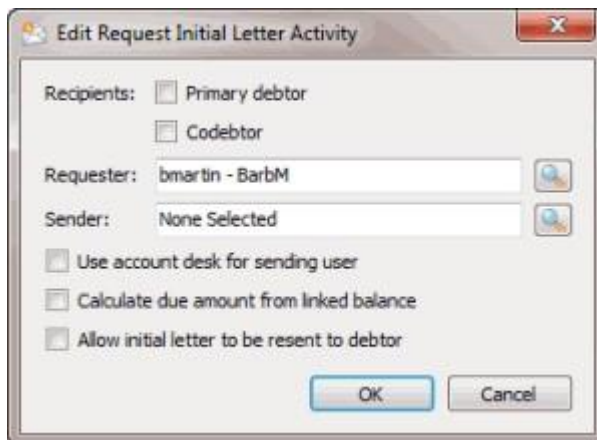 Edit Request Initial Letter Activity
Recipients: Primary debtor
Codebtor
Requester: bmartin - BarbM
Sender: None Selected
Use account desk for sending user
Calculate due amount from linked balance
Allow initial letter to be resent to debtor
OK Cancel